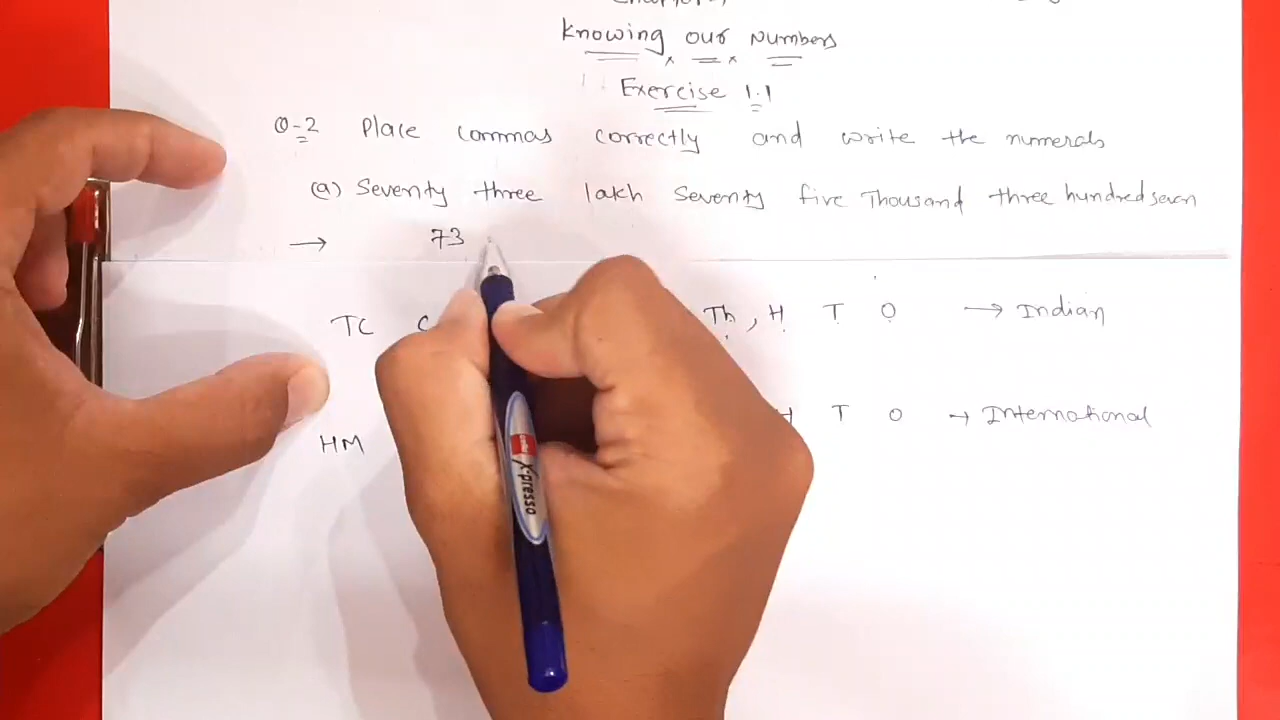 Knowing our Numbers
Exercise 1.1
Q-2 Place commas correctly and write the numerals
(a) Seventy three lakh seventy five Thousand three hundred seven
→ 73
TC C Th, H T O → Indian
HM H T O → International
X-presso